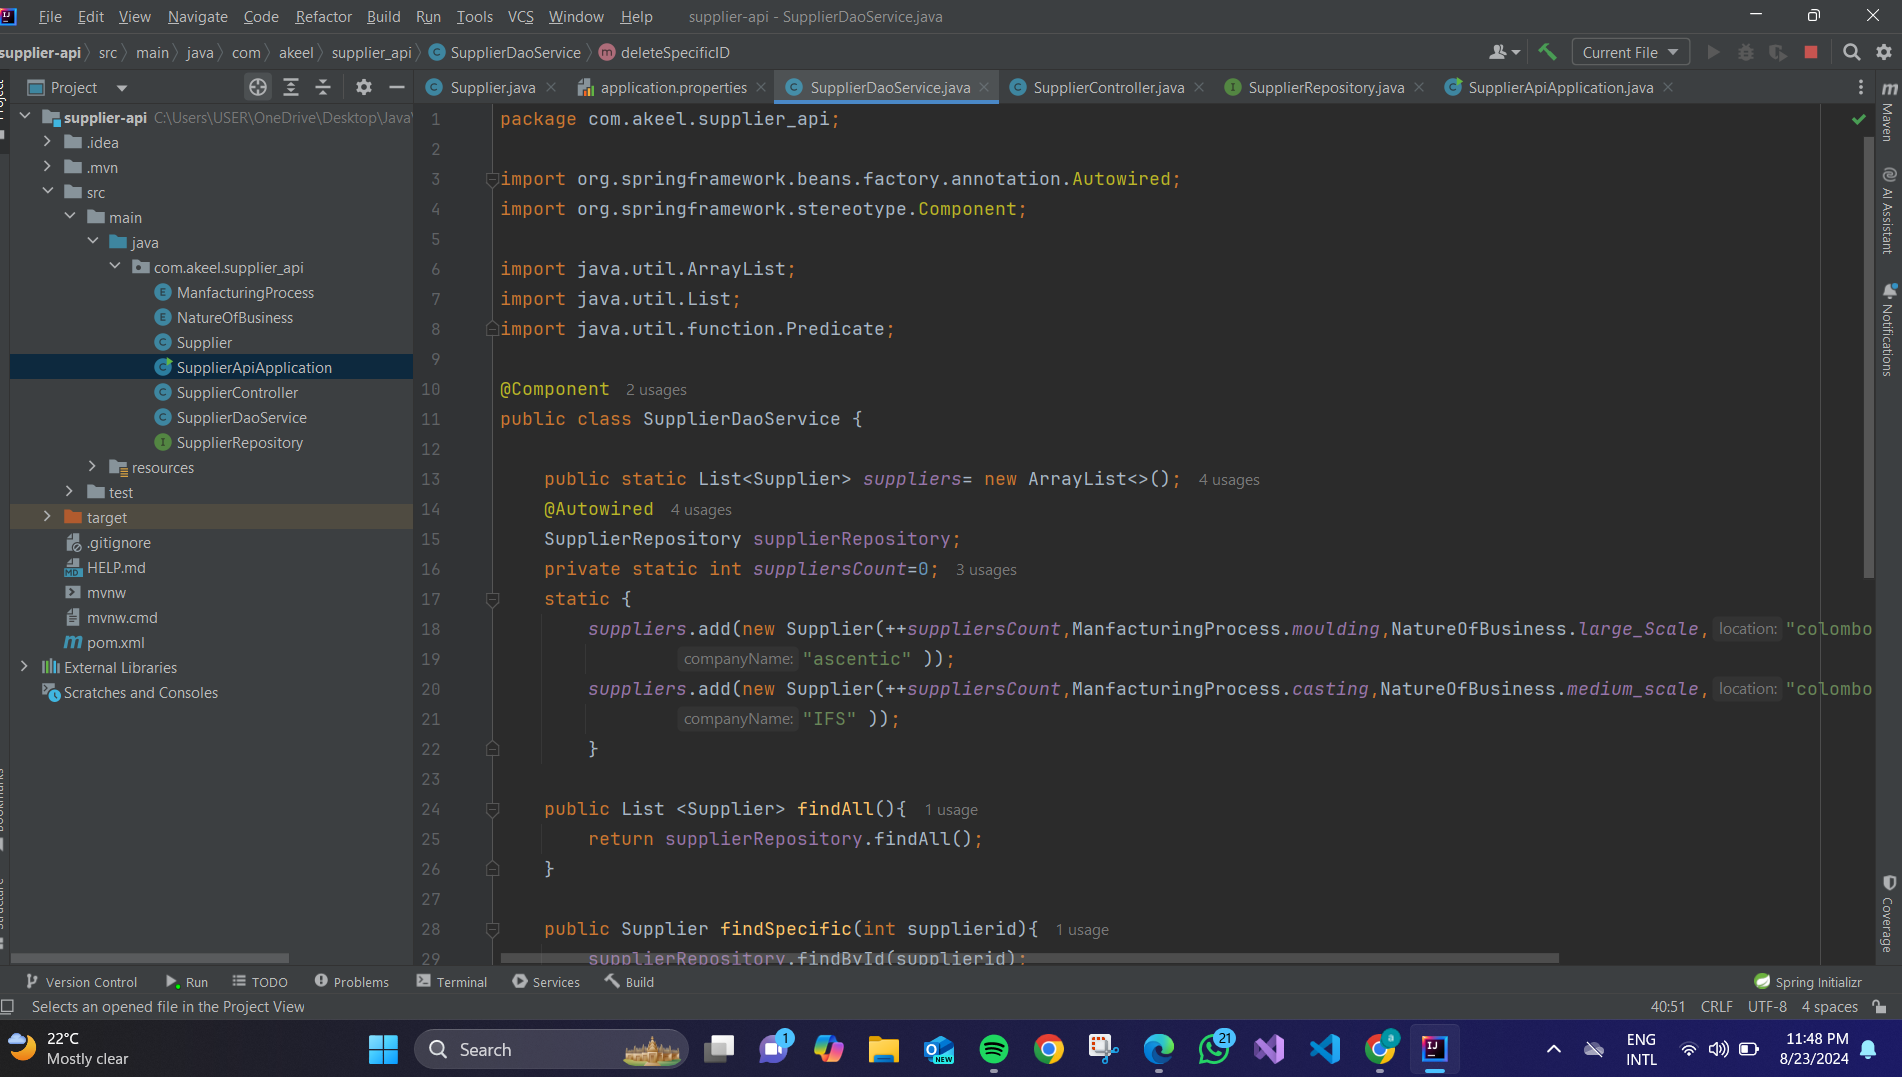 File Edit View Navigate Code Refactor Build Run Tools VCS Window Help supplier-api - SupplierDaoService.java
supplier-api src main java com akeel supplier_api SupplierDaoService deleteSpecificID Current File
Project
Supplier.java application.properties SupplierDaoService.java SupplierController.java SupplierRepository.java SupplierApiApplication.java
supplier-api C:\Users\USER\OneDrive\Desktop\Java\
.idea
.mvn
src
main
java
com.akeel.supplier_api
ManfacturingProcess
NatureOfBusiness
Supplier
SupplierApiApplication
SupplierController
SupplierDaoService
SupplierRepository
resources
test
target
.gitignore
HELP.md
mvnw
mvnw.cmd
pom.xml
External Libraries
Scratches and Consoles
1 package com.akeel.supplier_api;
2
3 import org.springframework.beans.factory.annotation.Autowired;
4 import org.springframework.stereotype.Component;
5
6 import java.util.ArrayList;
7 import java.util.List;
8 import java.util.function.Predicate;
9
10 @Component 2 usages
11 public class SupplierDaoService {
12
13 public static List<Supplier> suppliers= new ArrayList<>(); 4 usages
14 @Autowired 4 usages
15 SupplierRepository supplierRepository;
16 private static int suppliersCount=0; 3 usages
17 static {
18 suppliers.add(new Supplier(++suppliersCount,ManfacturingProcess.moulding,NatureOfBusiness.large_Scale, location: "colombo
19 companyName: "ascentic" ));
20 suppliers.add(new Supplier(++suppliersCount,ManfacturingProcess.casting,NatureOfBusiness.medium_scale, location: "colombo
21 companyName: "IFS" ));
22 }
23
24 public List <Supplier> findAll(){ 1 usage
25 return supplierRepository.findAll();
26 }
27
28 public Supplier findSpecific(int supplierid){ 1 usage
29 supplierRepository.findById(supplierid);
Maven
AI Assistant
Notifications
Coverage
Version Control Run TODO Problems Terminal Services Build Spring Initializr
Selects an opened file in the Project View 40:51 CRLF UTF-8 4 spaces
22°C
Mostly clear
Search
1
NEW
21
a
ENG
INTL
11:48 PM
8/23/2024